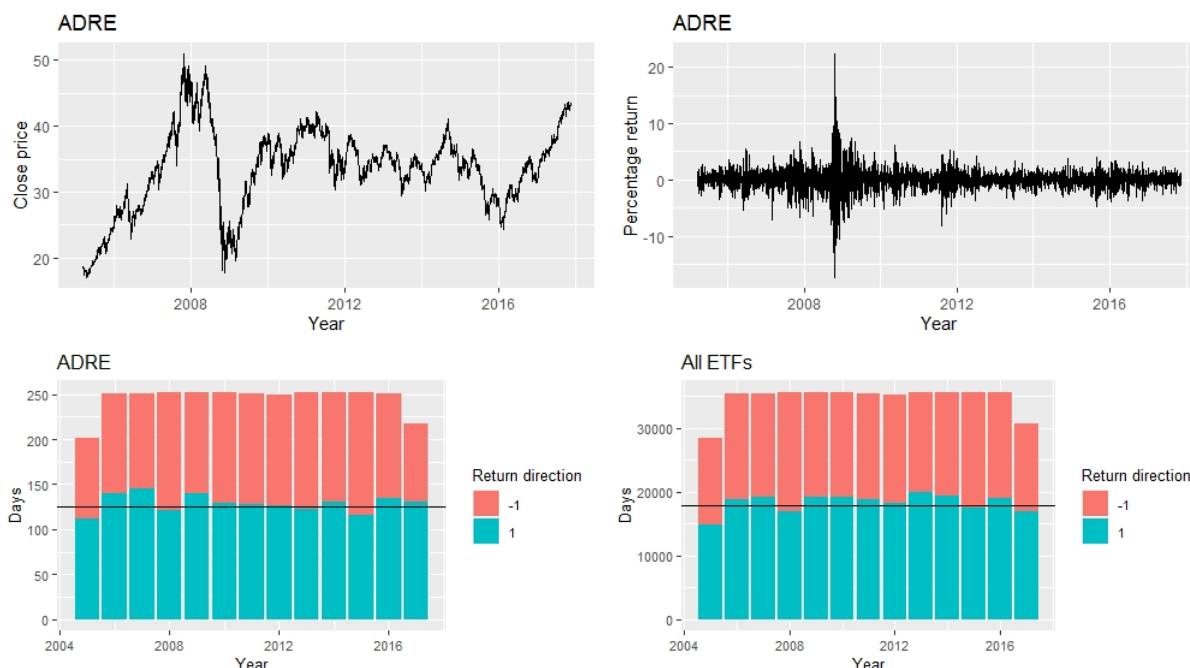 ADRE
Close price
50
40
30
20
2008
2012
2016
Year
ADRE
Percentage return
20
10
0
-10
2008
2012
2016
Year
ADRE
Days
250
200
150
100
50
0
2004
2008
2012
2016
Year
Return direction
-1
1
All ETFs
Days
30000
20000
10000
0
2004
2008
2012
2016
Year
Return direction
-1
1